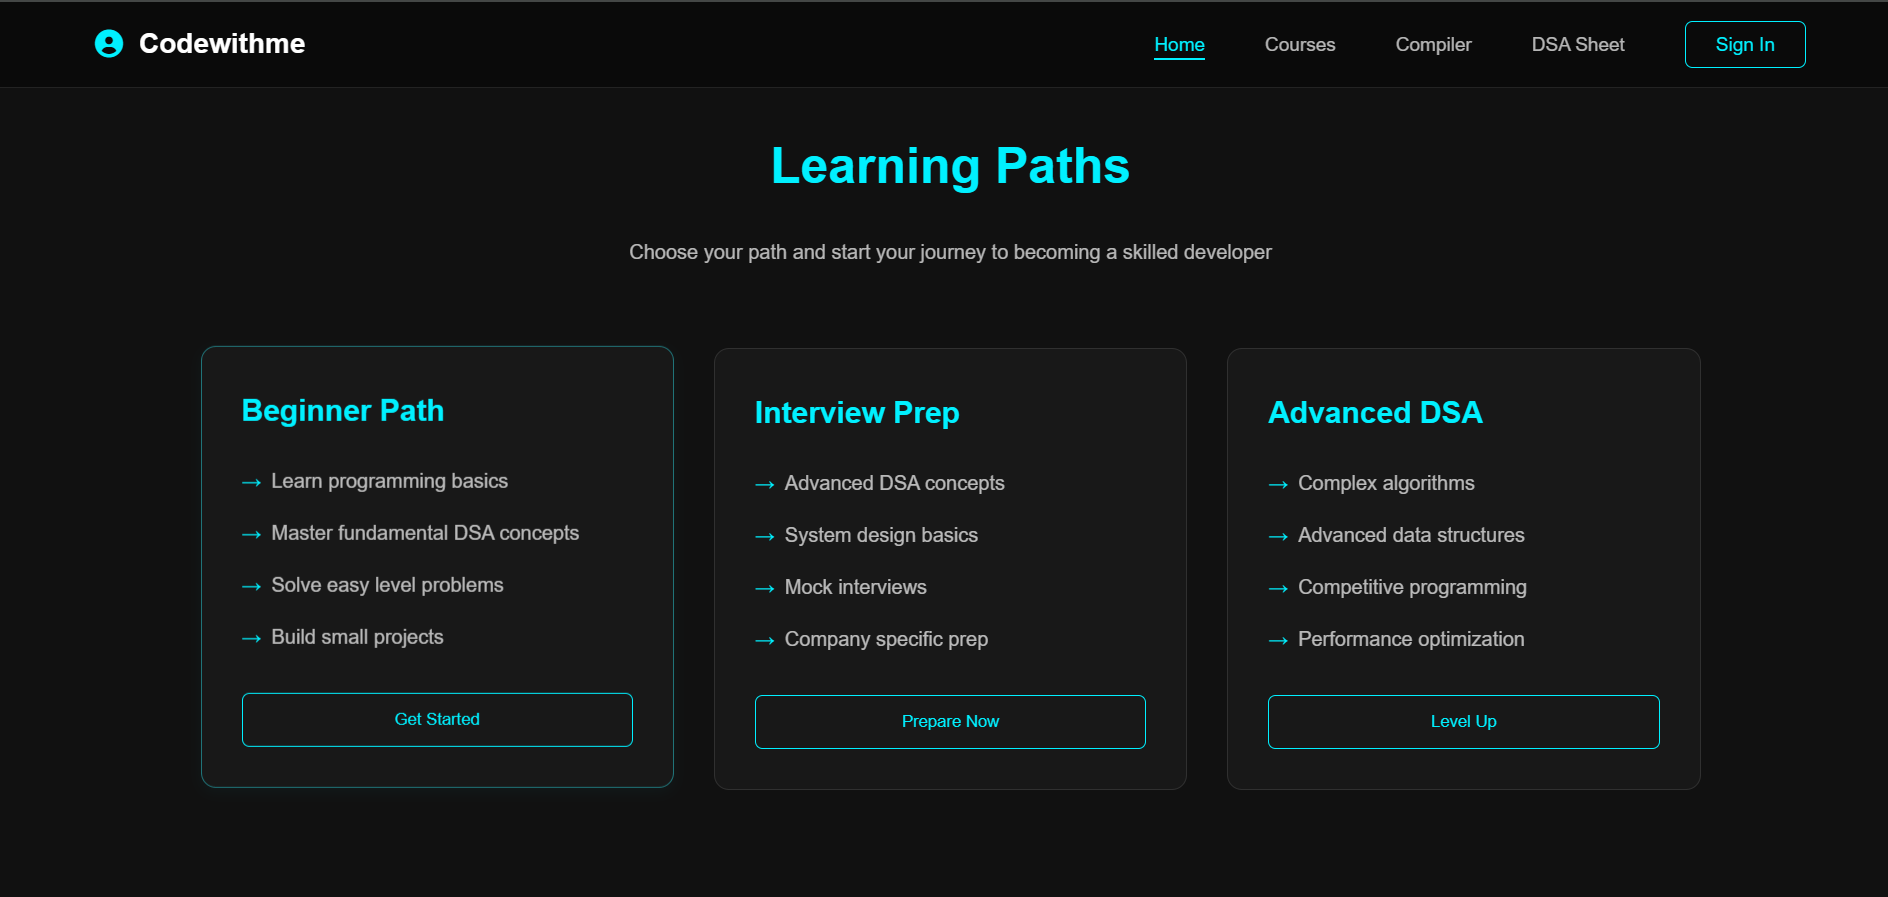 Codewithme
Home Courses Compiler DSA Sheet Sign In
Learning Paths
Choose your path and start your journey to becoming a skilled developer
Beginner Path
→ Learn programming basics
→ Master fundamental DSA concepts
→ Solve easy level problems
→ Build small projects
Get Started
Interview Prep
→ Advanced DSA concepts
→ System design basics
→ Mock interviews
→ Company specific prep
Prepare Now
Advanced DSA
→ Complex algorithms
→ Advanced data structures
→ Competitive programming
→ Performance optimization
Level Up